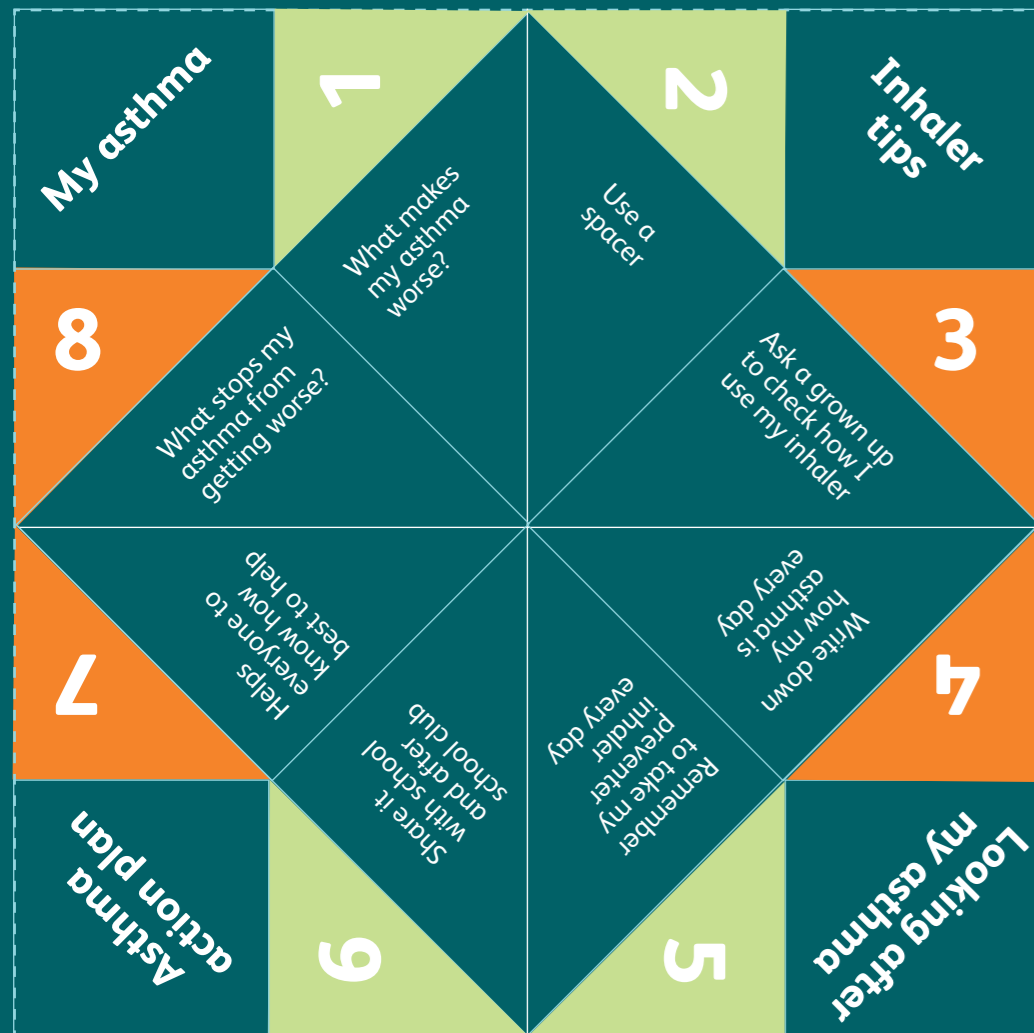 My asthma
1
2
Inhaler
tips
What makes
my asthma
worse?
Use a
spacer
8
3
What stops my
asthma from
getting worse?
Ask a grown up
to check how I
use my inhaler
Helps
everyone to
know how
best to help
Write down
how my
asthma is
every day
7
4
Share it
with school
and after
school club
Remember
to take my
preventer
inhaler
every day
Asthma
action plan
6
5
Looking after
my asthma